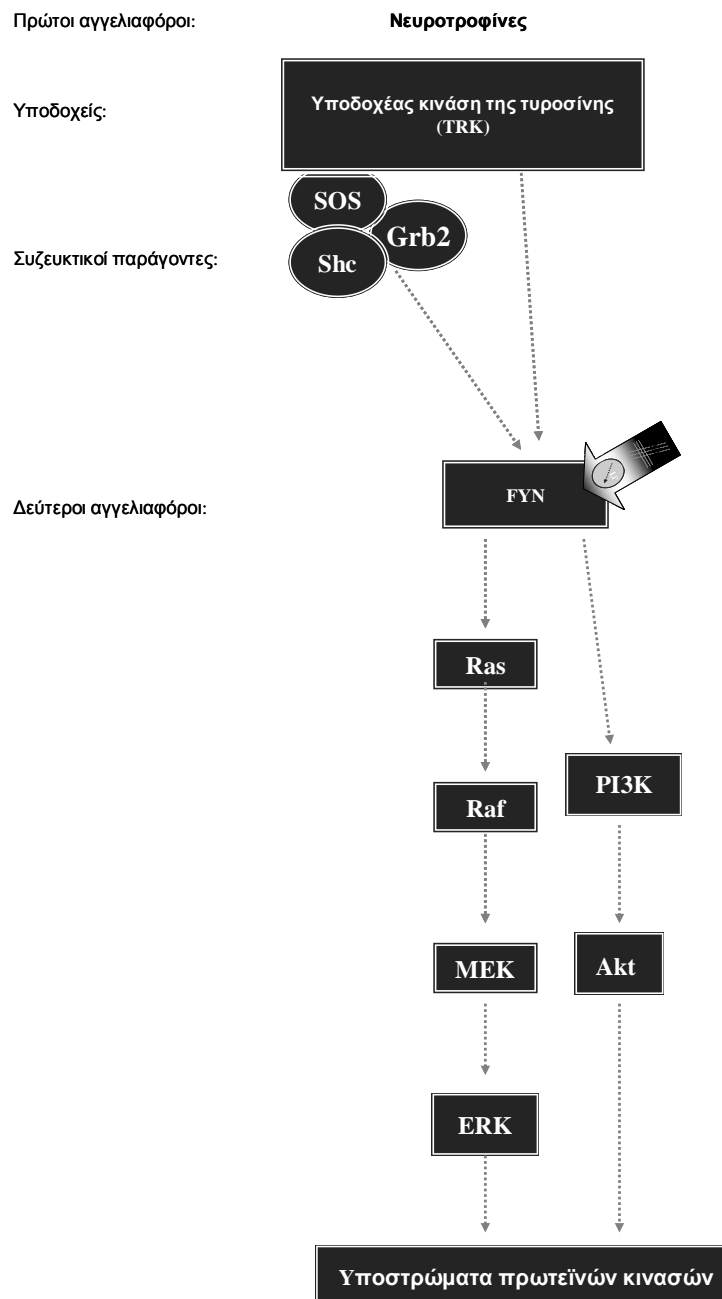 Πρώτοι αγγελιαφόροι: Νευροτροφίνες
Υποδοχείς:
Υποδοχέας κινάση της τυροσίνης
(TRK)
SOS
Grb2
Συζευκτικοί παράγοντες:
Shc
FYN
Δεύτεροι αγγελιαφόροι:
Ras
PI3K
Raf
MEK
Akt
ERK
Υποστρώματα πρωτεϊνών κινασών